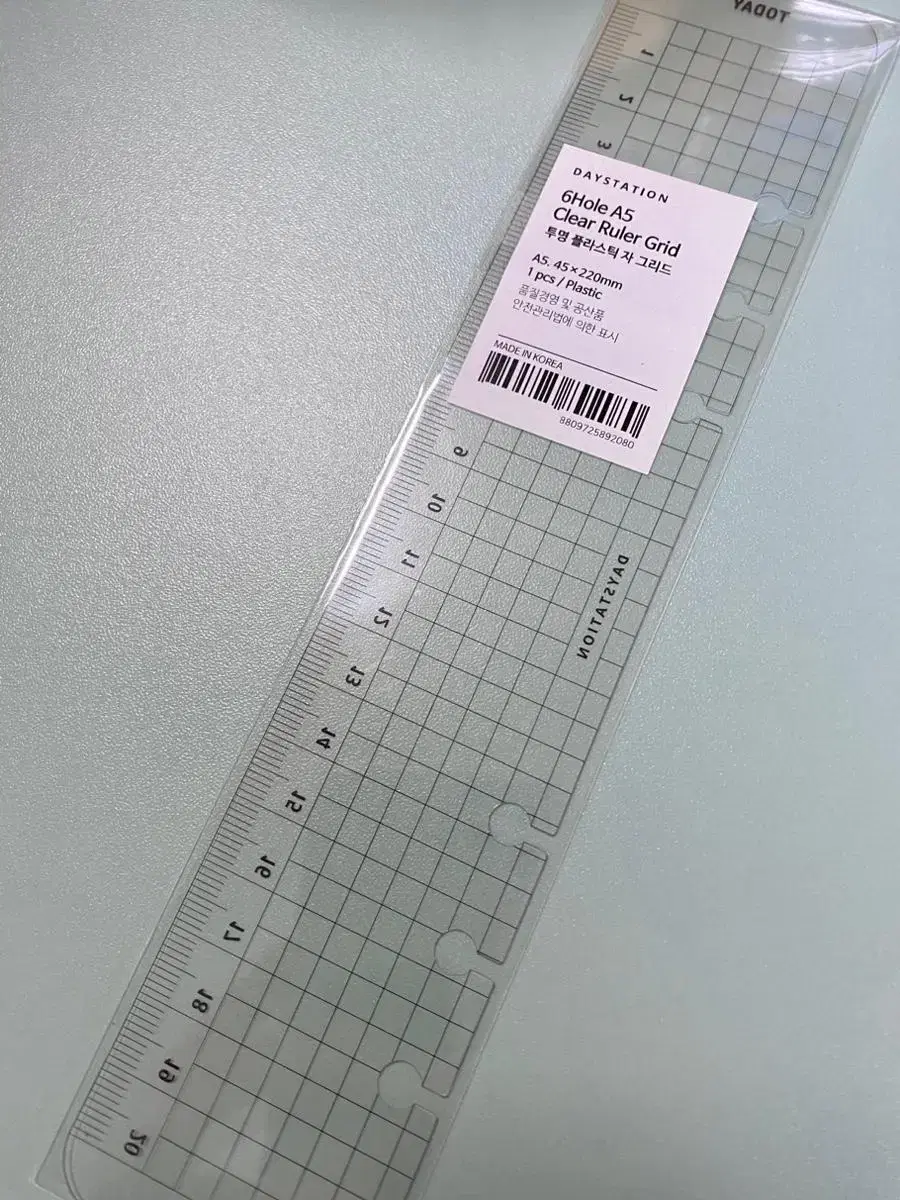 TODAY
1
2
3
DAYSTATION
6Hole A5
Clear Ruler Grid
투명 플라스틱 자 그리드
A5. 45×220mm
1 pcs / Plastic
품질경영 및 공산품
안전관리법에 의한 표시
MADE IN KOREA
8809725892080
9
10
11
DAYSTATION
12
13
14
15
16
17
18
19
20